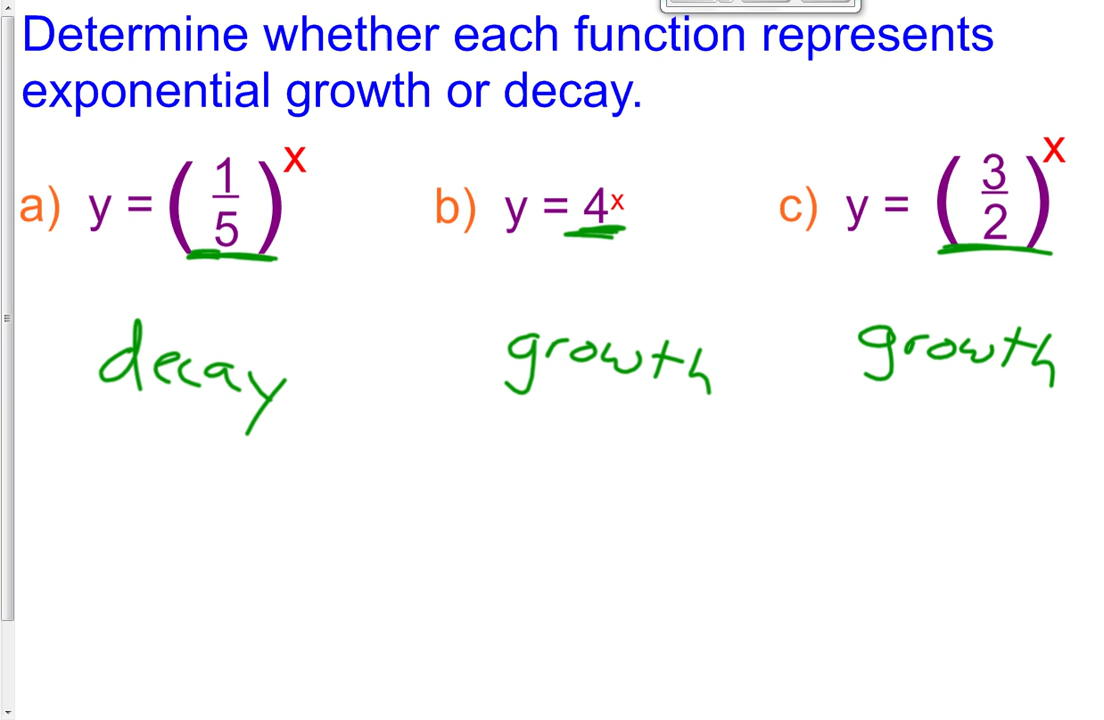 Determine whether each function represents
exponential growth or decay.
a) y = (1/5)^x b) y = 4^x c) y = (3/2)^x
decay growth growth